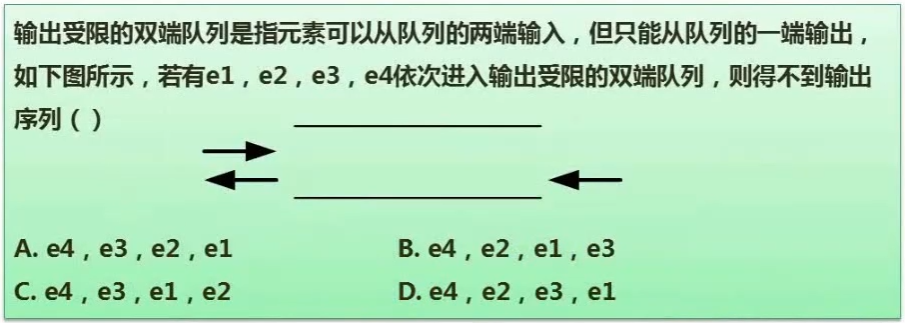 输出受限的双端队列是指元素可以从队列的两端输入，但只能从队列的一端输出，
如下图所示，若有e1，e2，e3，e4依次进入输出受限的双端队列，则得不到输出
序列（ ）
A. e4，e3，e2，e1 B. e4，e2，e1，e3
C. e4，e3，e1，e2 D. e4，e2，e3，e1